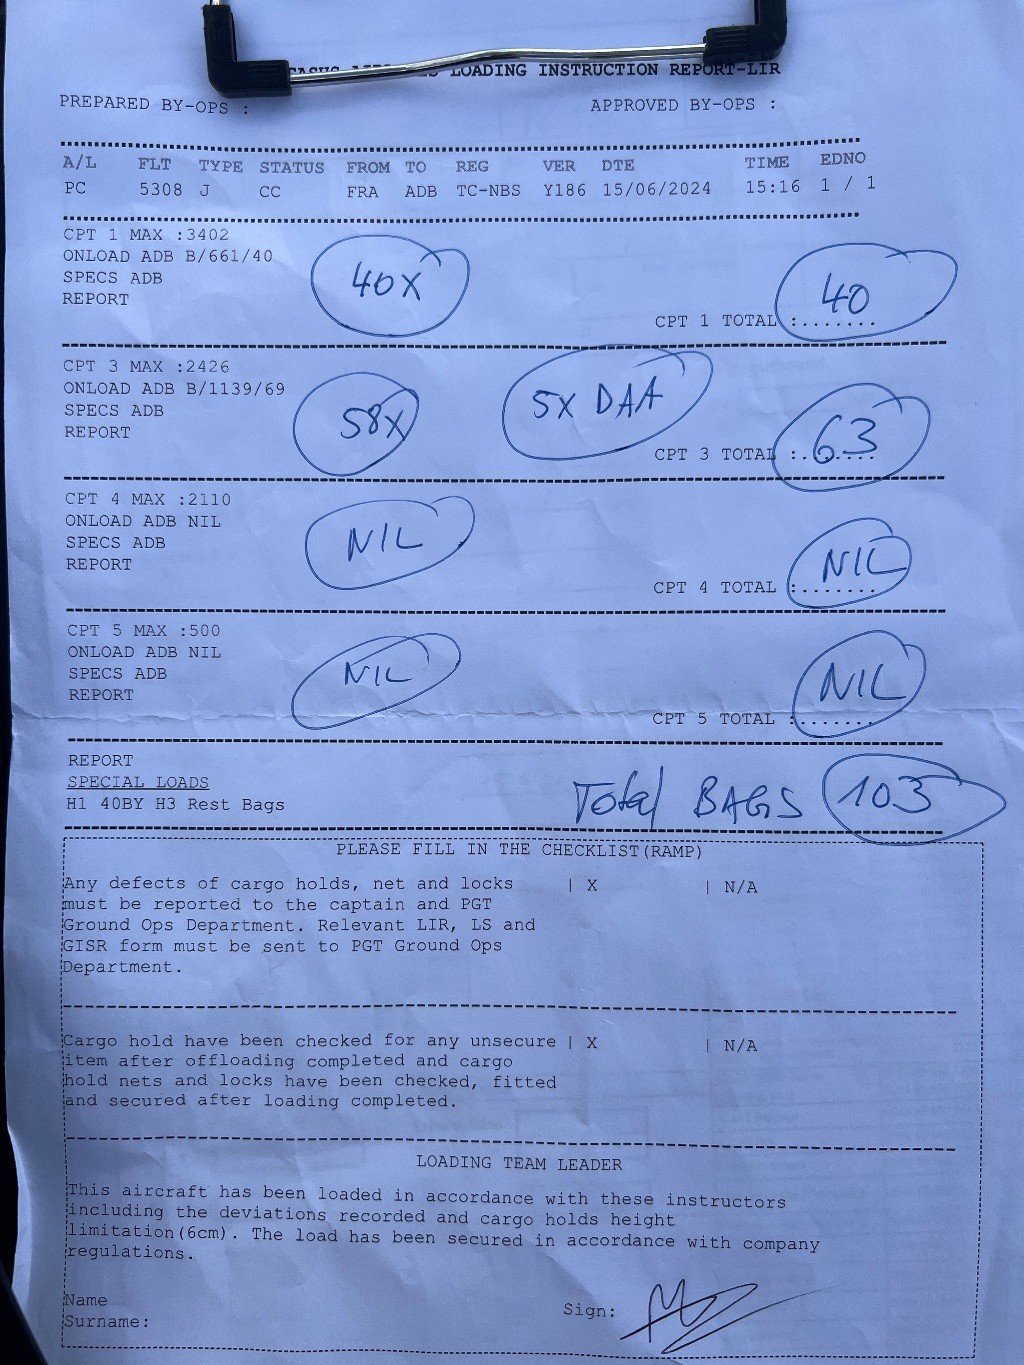 LOADING INSTRUCTION REPORT-LIR
PREPARED BY-OPS : APPROVED BY-OPS :
A/L FLT TYPE STATUS FROM TO REG VER DTE TIME EDNO
PC 5308 J CC FRA ADB TC-NBS Y186 15/06/2024 15:16 1 / 1
CPT 1 MAX :3402
ONLOAD ADB B/661/40
SPECS ADB 40X 40
REPORT
CPT 1 TOTAL :.......
CPT 3 MAX :2426
ONLOAD ADB B/1139/69
SPECS ADB 58X 5X DAA
REPORT
CPT 3 TOTAL :....... 63
CPT 4 MAX :2110
ONLOAD ADB NIL
SPECS ADB NIL NIL
REPORT
CPT 4 TOTAL :.......
CPT 5 MAX :500
ONLOAD ADB NIL
SPECS ADB NIL NIL
REPORT
CPT 5 TOTAL :.......
REPORT
SPECIAL LOADS
H1 40BY H3 Rest Bags Total BAGS 103
PLEASE FILL IN THE CHECKLIST(RAMP)
Any defects of cargo holds, net and locks | X | N/A
must be reported to the captain and PGT
Ground Ops Department. Relevant LIR, LS and
GISR form must be sent to PGT Ground Ops
Department.
Cargo hold have been checked for any unsecure | X | N/A
item after offloading completed and cargo
hold nets and locks have been checked, fitted
and secured after loading completed.
LOADING TEAM LEADER
This aircraft has been loaded in accordance with these instructors
including the deviations recorded and cargo holds height
limitation(6cm). The load has been secured in accordance with company
regulations.
Name
Surname: Sign: